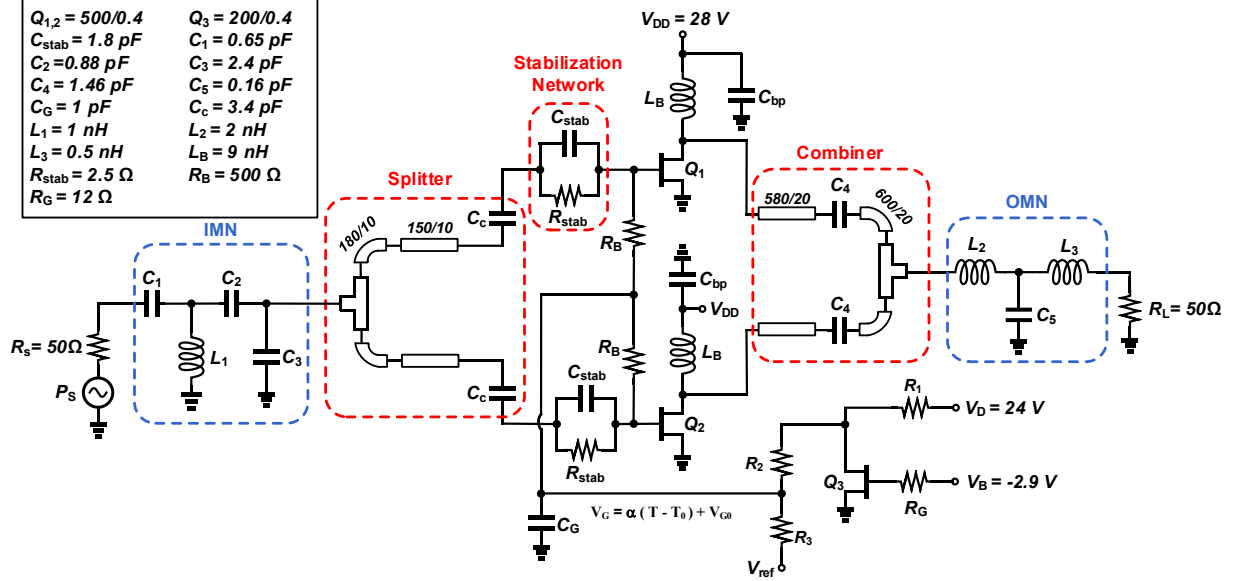 Q1,2 = 500/0.4 Q3 = 200/0.4
Cstab = 1.8 pF C1 = 0.65 pF
C2 =0.88 pF C3 = 2.4 pF
C4 = 1.46 pF C5 = 0.16 pF
CG = 1 pF Cc = 3.4 pF
L1 = 1 nH L2 = 2 nH
L3 = 0.5 nH LB = 9 nH
Rstab = 2.5 Ω RB = 500 Ω
RG = 12 Ω
IMN
C1
C2
L1
C3
RS = 50Ω
PS
Splitter
180/10
150/10
Cc
Cc
Stabilization
Network
Cstab
Rstab
Cstab
Rstab
VDD = 28 V
LB
Cbp
Q1
RB
Cbp
VDD
RB
LB
Q2
Combiner
580/20
C4
600/20
C4
OMN
L2
L3
C5
RL = 50Ω
R1
VD = 24 V
R2
Q3
VB = -2.9 V
RG
VG = α ( T - T0 ) + VG0
CG
R3
Vref